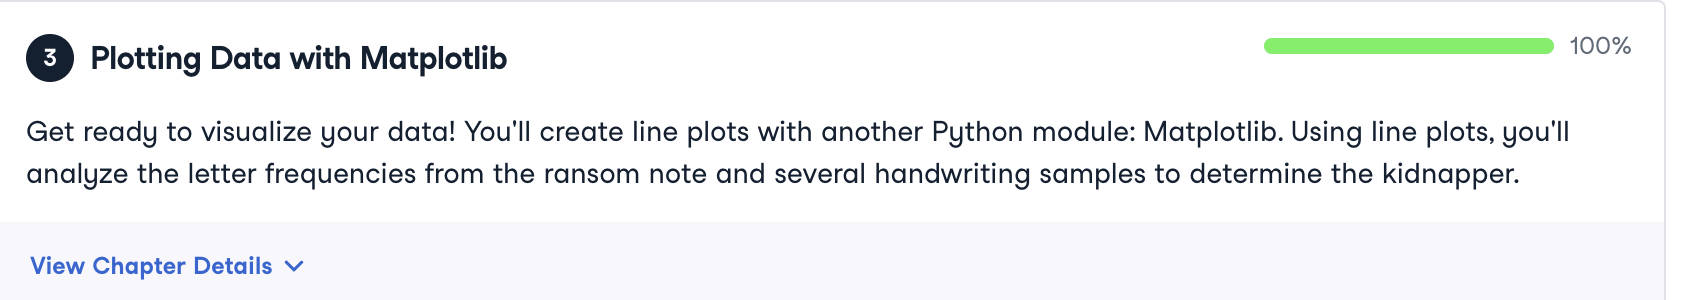 3 Plotting Data with Matplotlib 100%
Get ready to visualize your data! You'll create line plots with another Python module: Matplotlib. Using line plots, you'll
analyze the letter frequencies from the ransom note and several handwriting samples to determine the kidnapper.
View Chapter Details